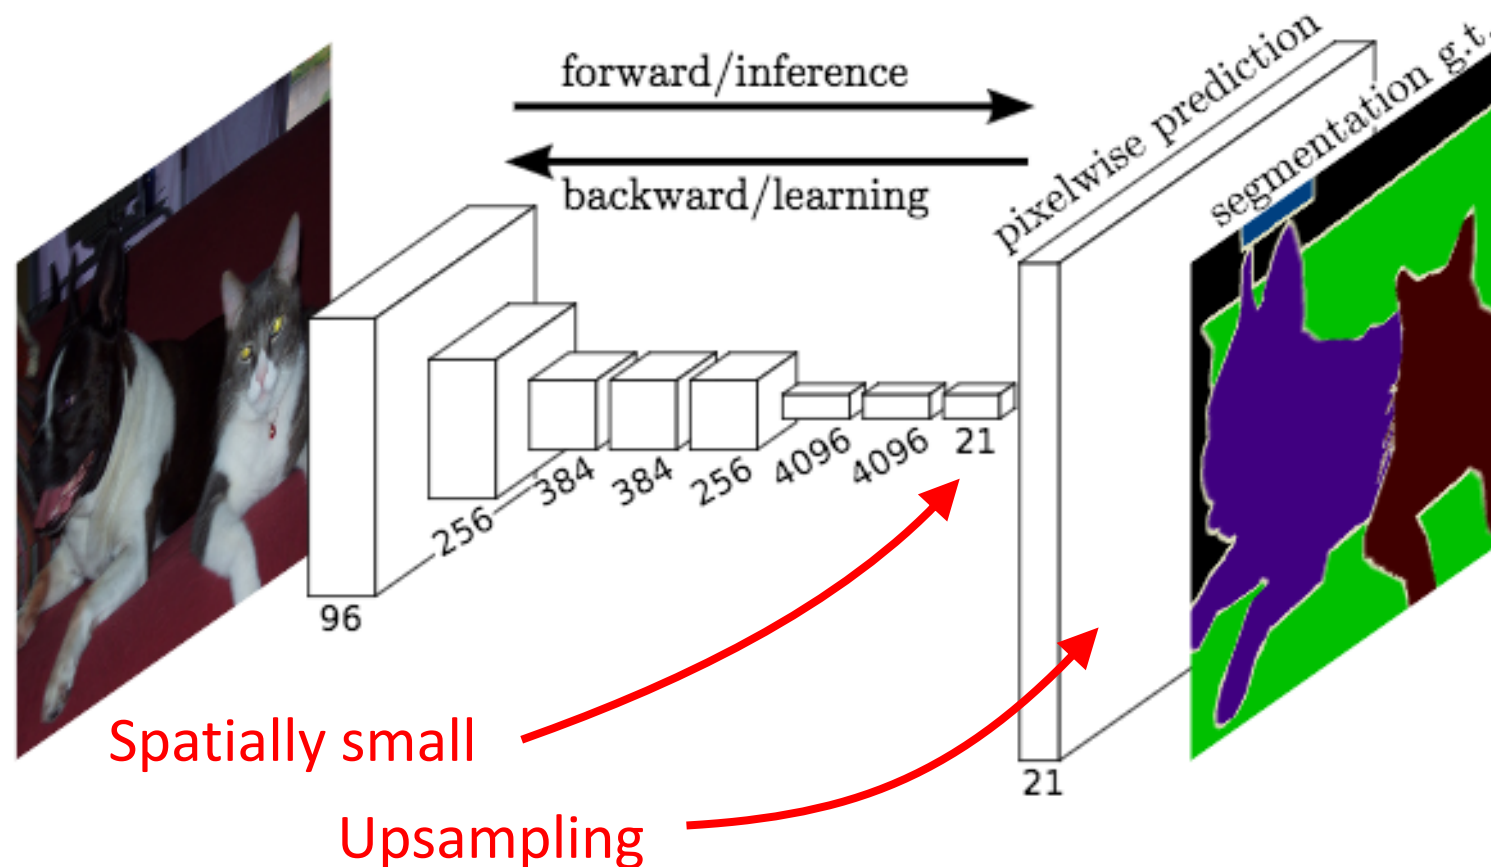 forward/inference
backward/learning
pixelwise prediction
segmentation g.t.
96
256
384
384
256
4096
4096
21
21
Spatially small
Upsampling